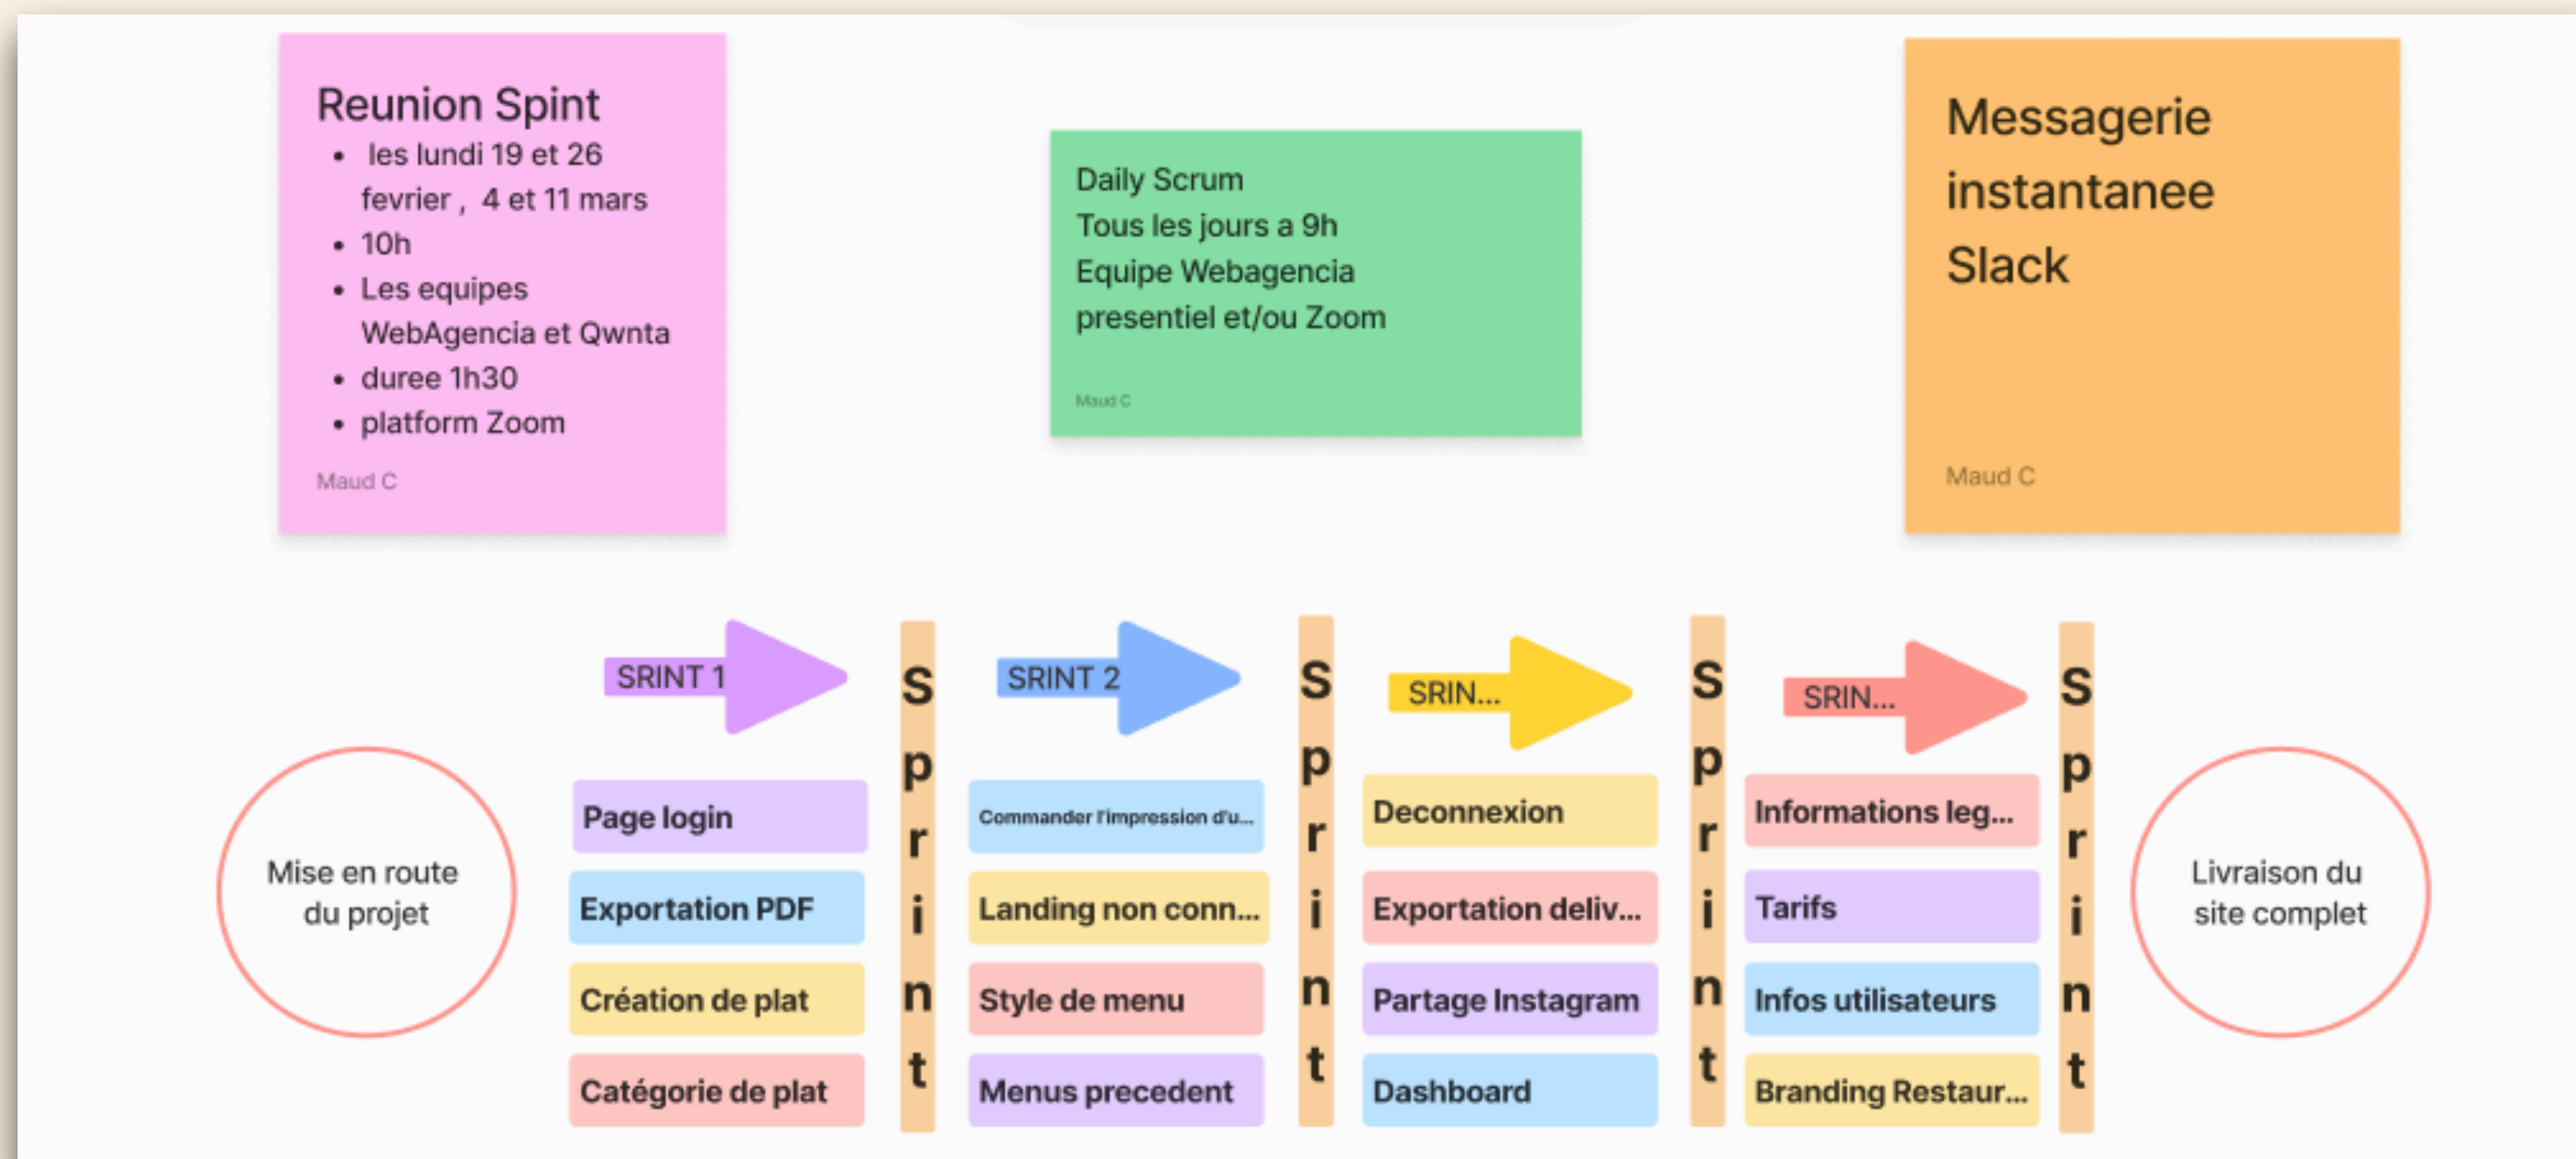 Reunion Spint
• les lundi 19 et 26
fevrier , 4 et 11 mars
• 10h
• Les equipes
WebAgencia et Qwnta
• duree 1h30
• platform Zoom
Maud C
Daily Scrum
Tous les jours a 9h
Equipe Webagencia
presentiel et/ou Zoom
Maud C
Messagerie
instantanee
Slack
Maud C
Mise en route
du projet
SRINT 1
Page login
Exportation PDF
Création de plat
Catégorie de plat
Sprint
SRINT 2
Commander l'impression d'u...
Landing non conn...
Style de menu
Menus precedent
Sprint
SRIN...
Deconnexion
Exportation deliv...
Partage Instagram
Dashboard
Sprint
SRIN...
Informations leg...
Tarifs
Infos utilisateurs
Branding Restaur...
Sprint
Livraison du
site complet